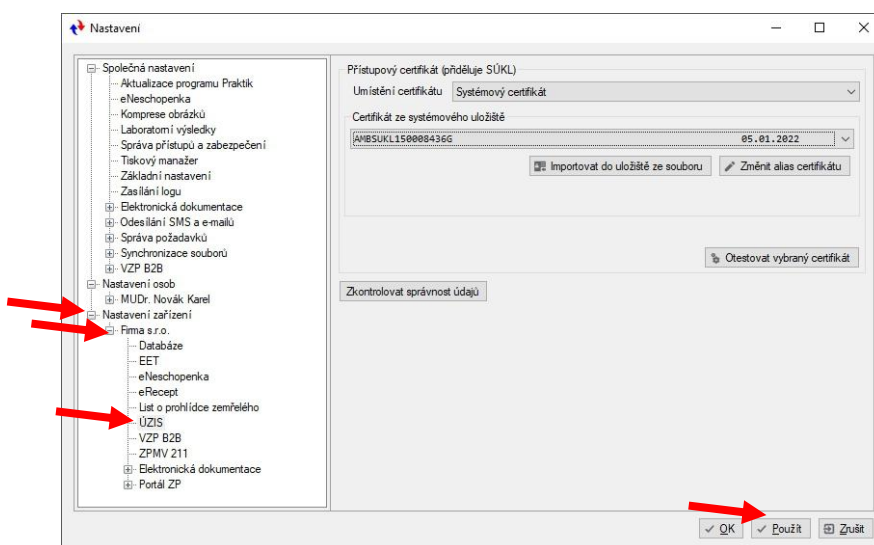 Nastavení
Společná nastavení
Aktualizace programu Praktik
eNeschopenka
Komprese obrázků
Laboratorní výsledky
Správa přístupů a zabezpečení
Tiskový manažer
Základní nastavení
Zasílání logu
Elektronická dokumentace
Odesílání SMS a e-mailů
Správa požadavků
Synchronizace souborů
VZP B2B
Nastavení osob
MUDr. Novák Karel
Nastavení zařízení
Firma s.r.o.
Databáze
EET
eNeschopenka
eRecept
List o prohlídce zemřelého
ÚZIS
VZP B2B
ZPMV 211
Elektronická dokumentace
Portál ZP
Přístupový certifikát (přiděluje SÚKL)
Umístění certifikátu Systémový certifikát
Certifikát ze systémového uložiště
AMBSUKL150008436G 05.01.2022
Importovat do uložiště ze souboru Změnit alias certifikátu
Otestovat vybraný certifikát
Zkontrolovat správnost údajů
OK Použít Zrušit